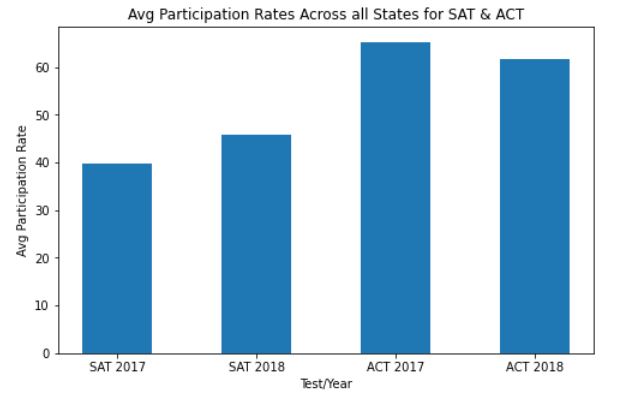 Avg Participation Rates Across all States for SAT & ACT
Avg Participation Rate
60
50
40
30
20
10
0
SAT 2017 SAT 2018 ACT 2017 ACT 2018
Test/Year